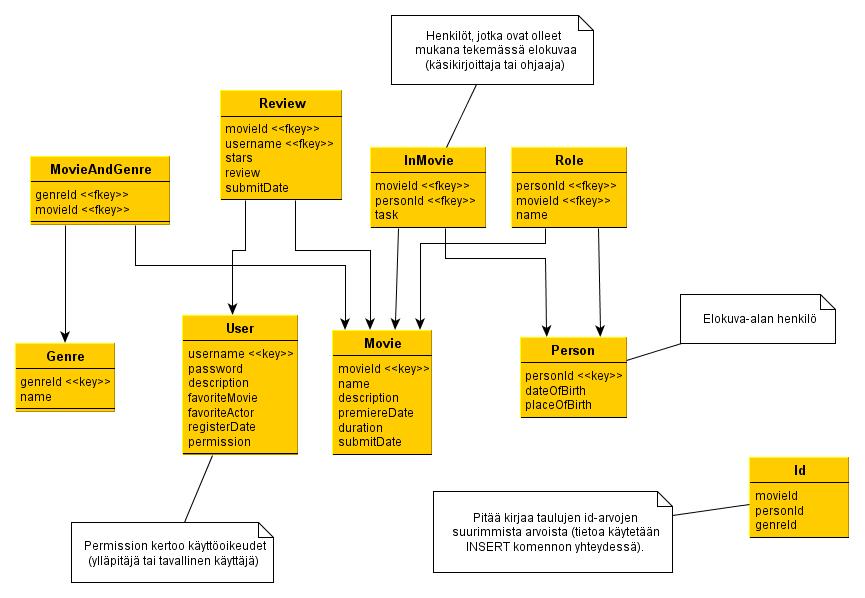 Henkilöt, jotka ovat olleet
mukana tekemässä elokuvaa
(käsikirjoittaja tai ohjaaja)
Review
movieId <<fkey>>
username <<fkey>>
stars
review
submitDate
MovieAndGenre
genreId <<fkey>>
movieId <<fkey>>
InMovie
movieId <<fkey>>
personId <<fkey>>
task
Role
personId <<fkey>>
movieId <<fkey>>
name
Elokuva-alan henkilö
Genre
genreId <<key>>
name
User
username <<key>>
password
description
favoriteMovie
favoriteActor
registerDate
permission
Movie
movieId <<key>>
name
description
premiereDate
duration
submitDate
Person
personId <<key>>
dateOfBirth
placeOfBirth
Id
movieId
personId
genreId
Pitää kirjaa taulujen id-arvojen
suurimmista arvoista (tietoa käytetään
INSERT komennon yhteydessä).
Permission kertoo käyttöoikeudet
(ylläpitäjä tai tavallinen käyttäjä)